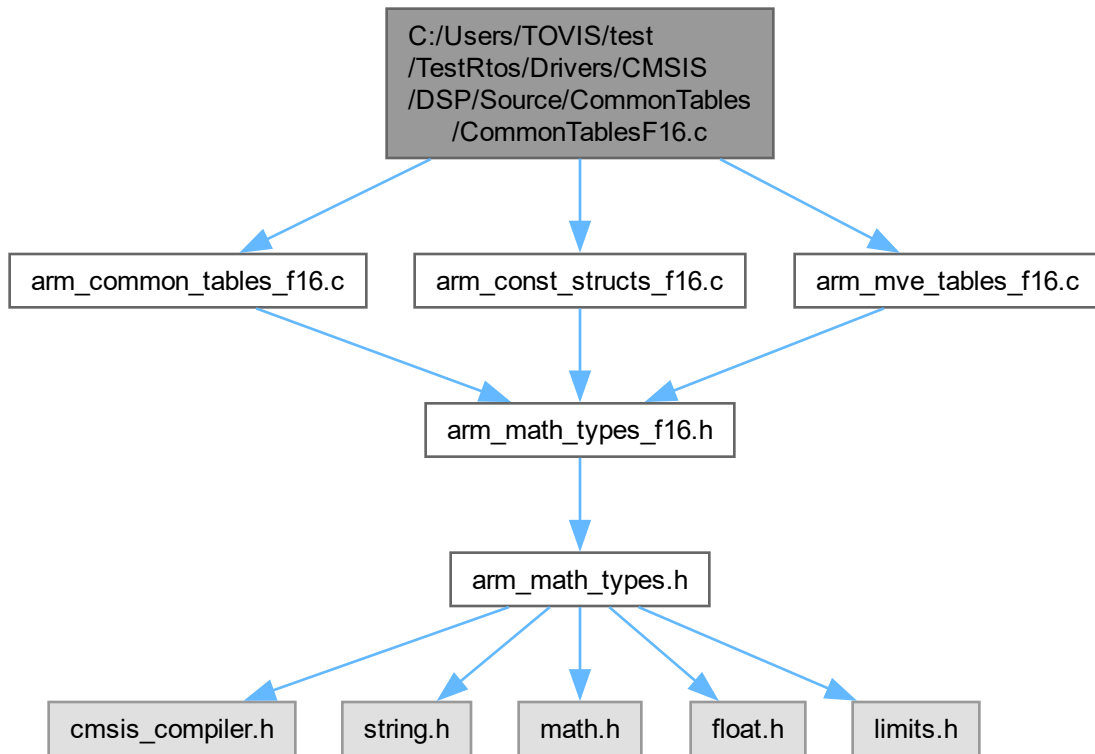 C:/Users/TOVIS/test
/TestRtos/Drivers/CMSIS
/DSP/Source/CommonTables
/CommonTablesF16.c
arm_common_tables_f16.c
arm_const_structs_f16.c
arm_mve_tables_f16.c
arm_math_types_f16.h
arm_math_types.h
cmsis_compiler.h
string.h
math.h
float.h
limits.h